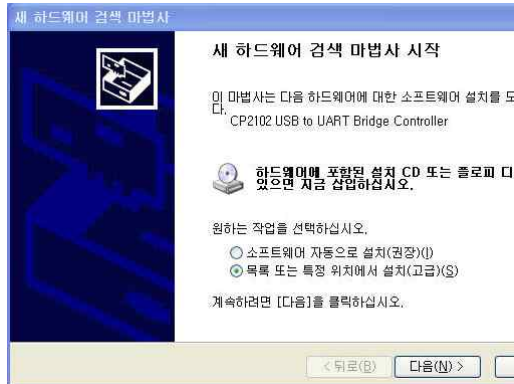 새 하드웨어 검색 마법사
새 하드웨어 검색 마법사 시작
이 마법사는 다음 하드웨어에 대한 소프트웨어 설치를 도
다.
CP2102 USB to UART Bridge Controller
하드웨어에 포함된 설치 CD 또는 플로피 디
있으면 지금 삽입하십시오.
원하는 작업을 선택하십시오.
소프트웨어 자동으로 설치(권장)(I)
목록 또는 특정 위치에서 설치(고급)(S)
계속하려면 [다음]을 클릭하십시오.
< 뒤로(B) 다음(N) >